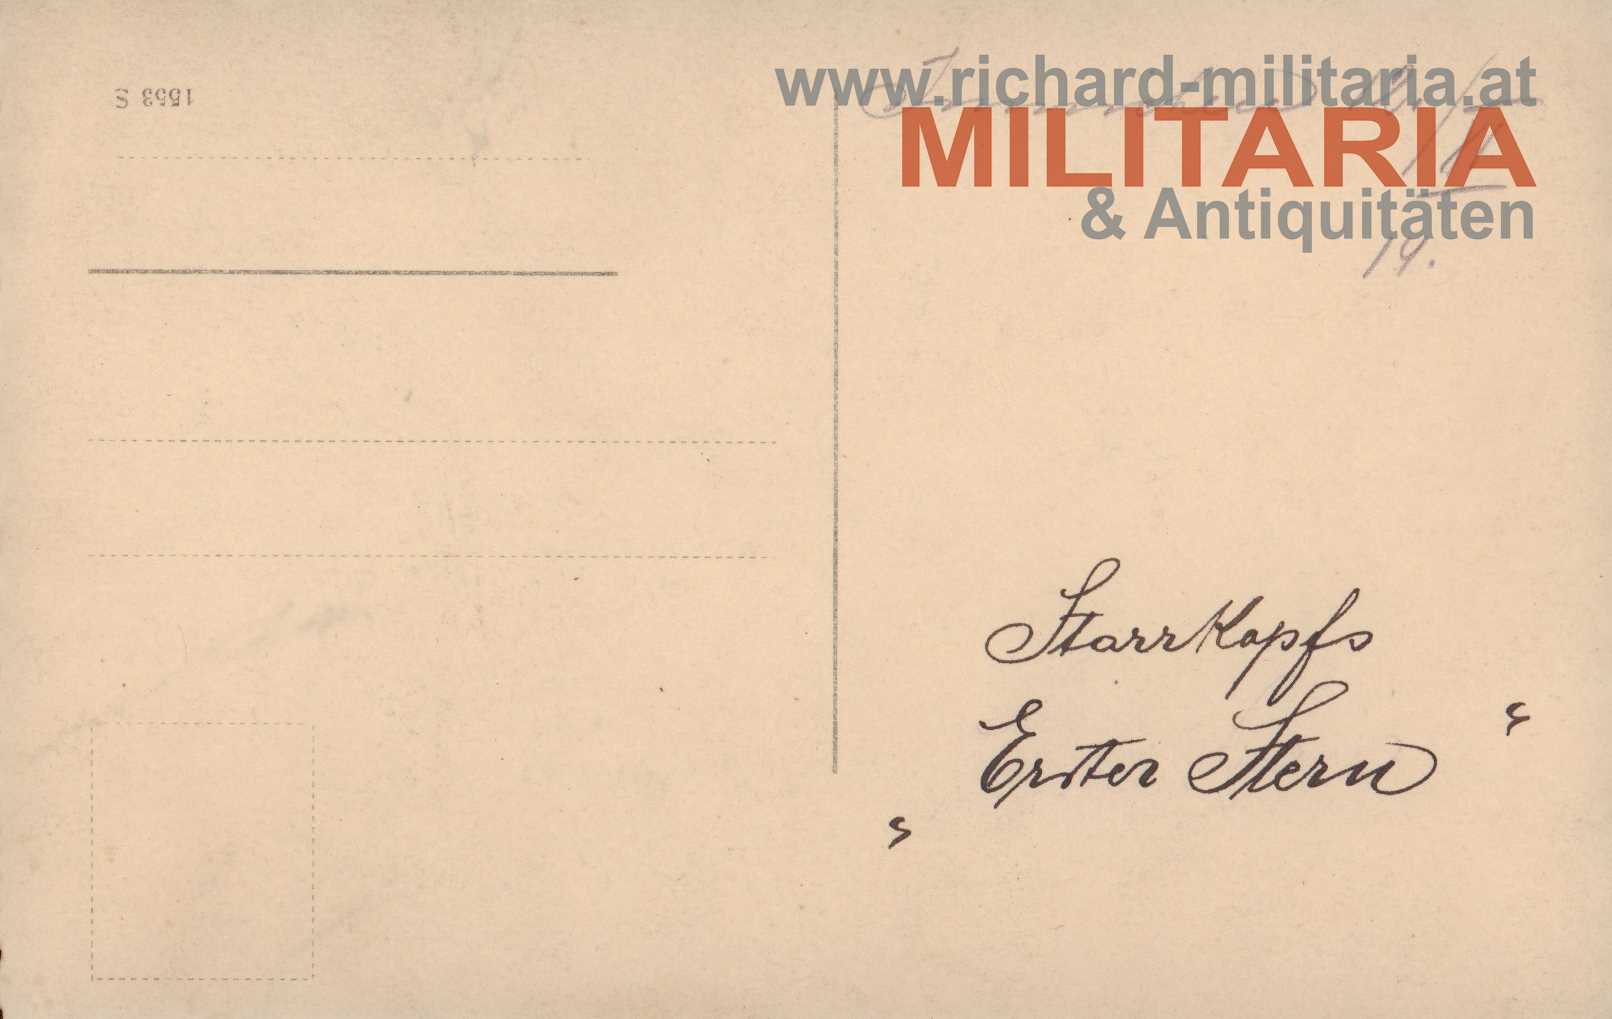 www.richard-militaria.at
MILITARIA
& Antiquitäten
19.
1553 S
StarrKopfs
„Erster Stern“